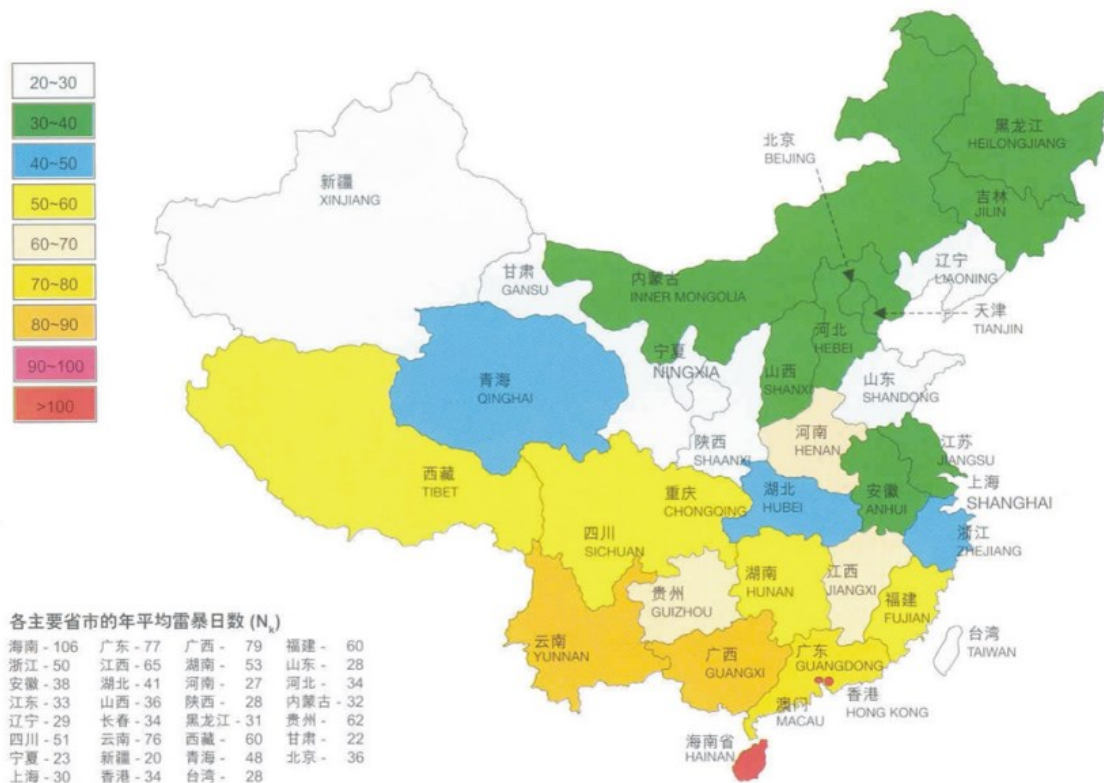 20~30
30~40
40~50
50~60
60~70
70~80
80~90
90~100
>100
黑龙江
HEILONGJIANG
北京
BEIJING
吉林
JILIN
新疆
XINJIANG
辽宁
LIAONING
甘肃
GANSU
内蒙古
INNER MONGOLIA
天津
TIANJIN
河北
HEBEI
宁夏
NINGXIA
山西
SHANXI
山东
SHANDONG
青海
QINGHAI
陕西
SHAANXI
河南
HENAN
江苏
JIANGSU
上海
SHANGHAI
西藏
TIBET
重庆
CHONGQING
湖北
HUBEI
安徽
ANHUI
浙江
ZHEJIANG
四川
SICHUAN
湖南
HUNAN
江西
JIANGXI
贵州
GUIZHOU
福建
FUJIAN
云南
YUNNAN
广西
GUANGXI
广东
GUANGDONG
台湾
TAIWAN
澳门
MACAU
香港
HONG KONG
海南省
HAINAN
各主要省市的年平均雷暴日数 (Nk)
海南 - 106 广东 - 77 广西 - 79 福建 - 60
浙江 - 50 江西 - 65 湖南 - 53 山东 - 28
安徽 - 38 湖北 - 41 河南 - 27 河北 - 34
江东 - 33 山西 - 36 陕西 - 28 内蒙古 - 32
辽宁 - 29 长春 - 34 黑龙江 - 31 贵州 - 62
四川 - 51 云南 - 76 西藏 - 60 甘肃 - 22
宁夏 - 23 新疆 - 20 青海 - 48 北京 - 36
上海 - 30 香港 - 34 台湾 - 28